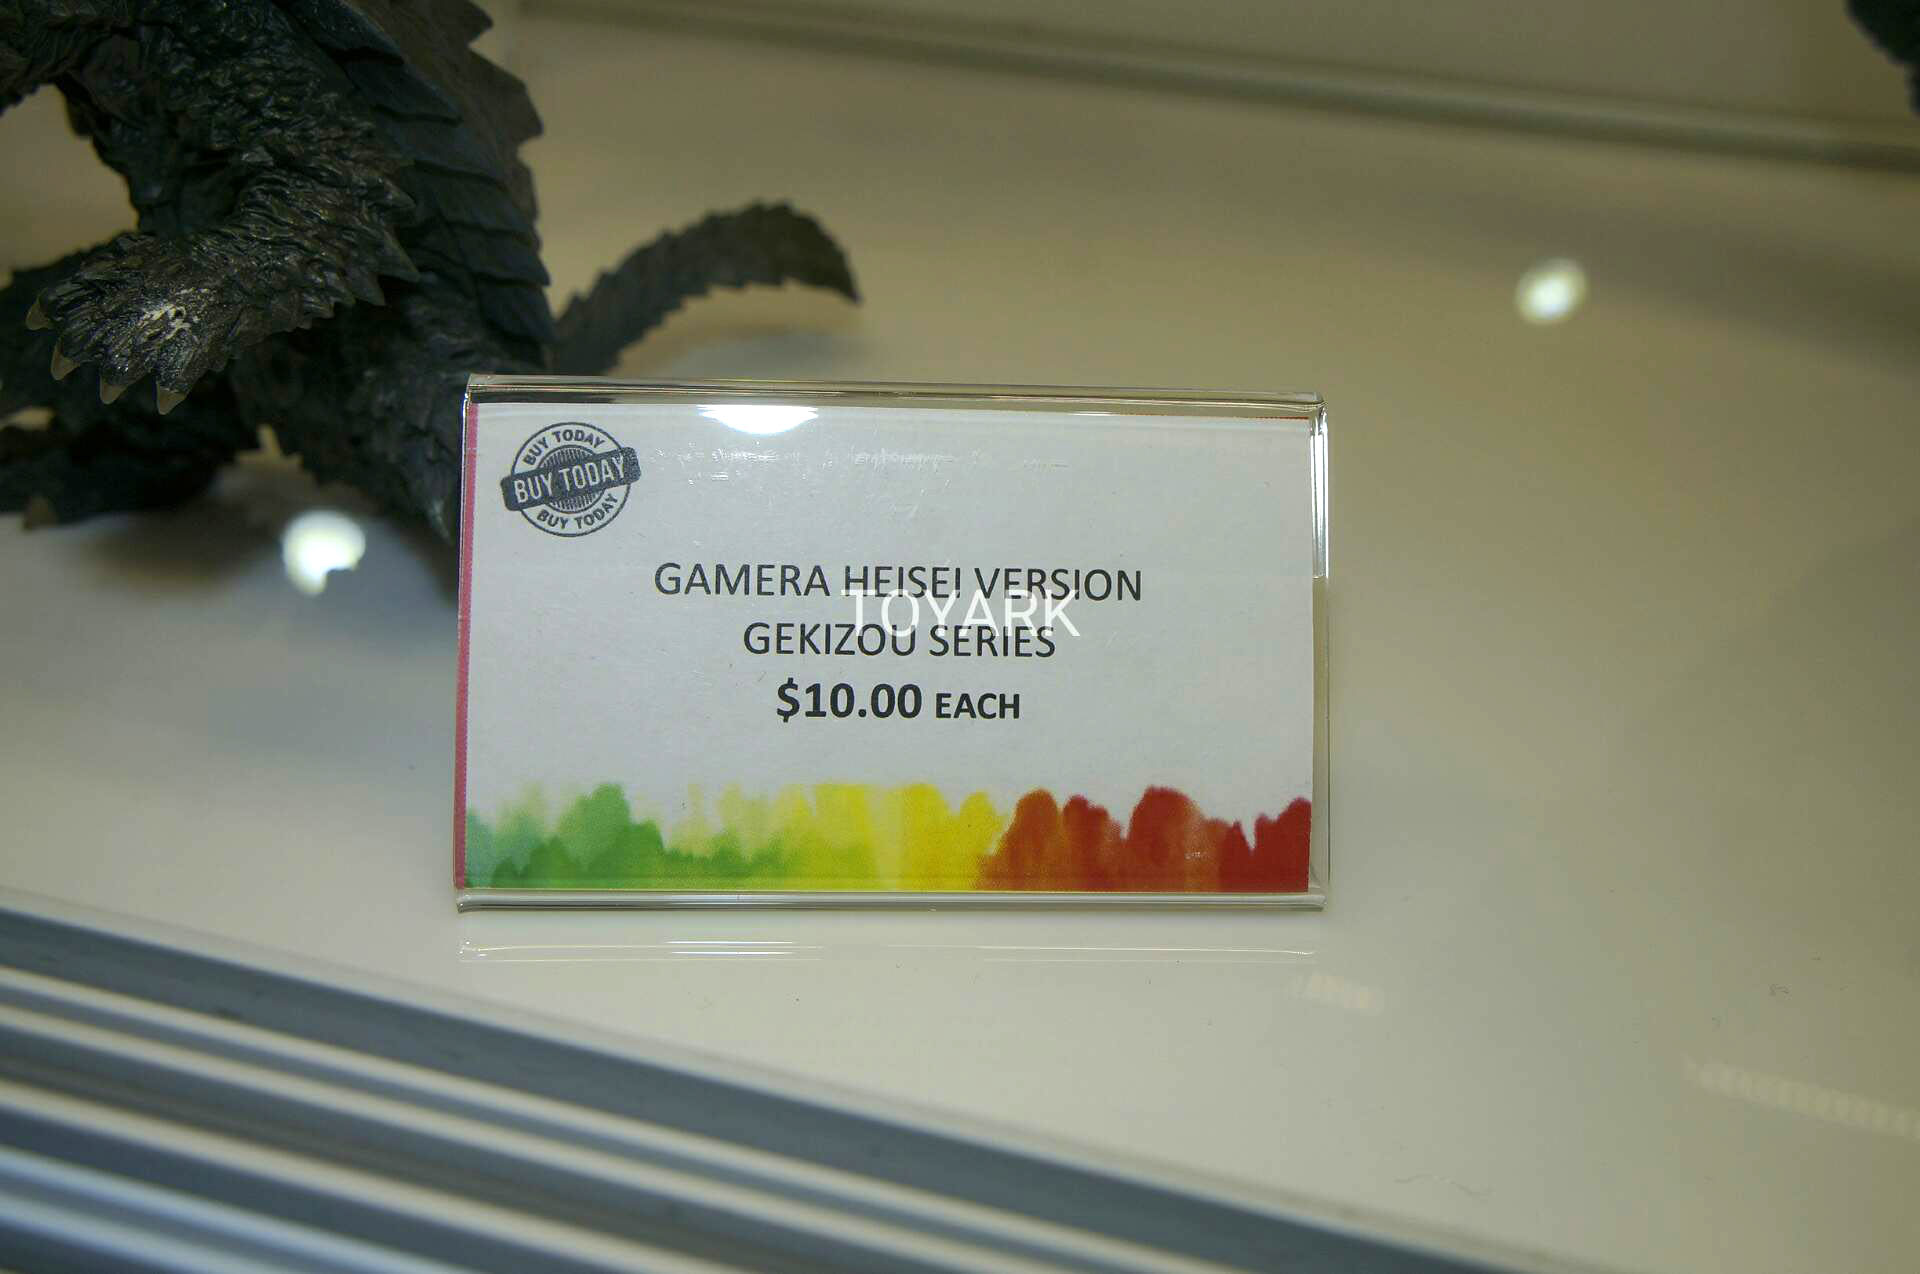 BUY TODAY
BUY TODAY
BUY TODAY
GAMERA HEISEI VERSION
TOYARK
GEKIZOU SERIES
$10.00 EACH